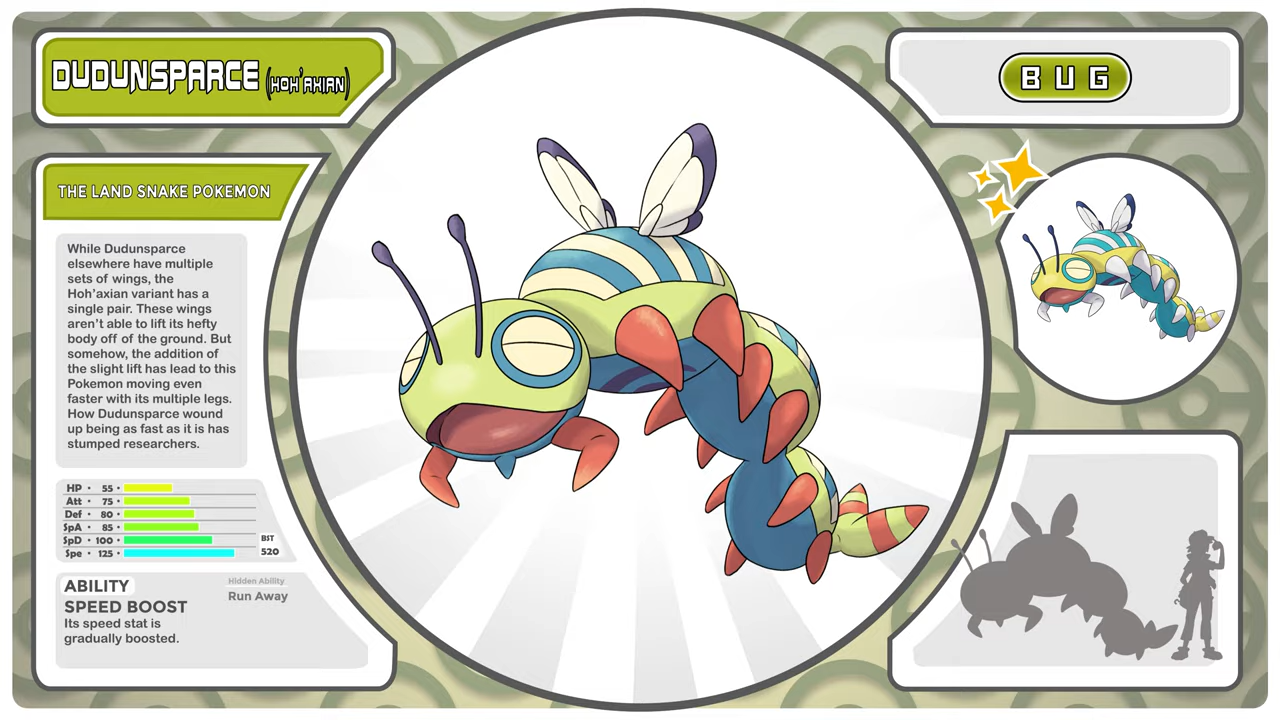 DUDUNSPARCE (HOH'AXIAN)
BUG
THE LAND SNAKE POKEMON
While Dudunsparce
elsewhere have multiple
sets of wings, the
Hoh'axian variant has a
single pair. These wings
aren't able to lift its hefty
body off of the ground. But
somehow, the addition of
the slight lift has lead to this
Pokemon moving even
faster with its multiple legs.
How Dudunsparce wound
up being as fast as it is has
stumped researchers.
HP · 55 ·
Att · 75 ·
Def · 80 ·
SpA · 85 ·
SpD · 100 ·
Spe · 125 ·
BST
520
ABILITY
SPEED BOOST
Its speed stat is
gradually boosted.
Hidden Ability
Run Away